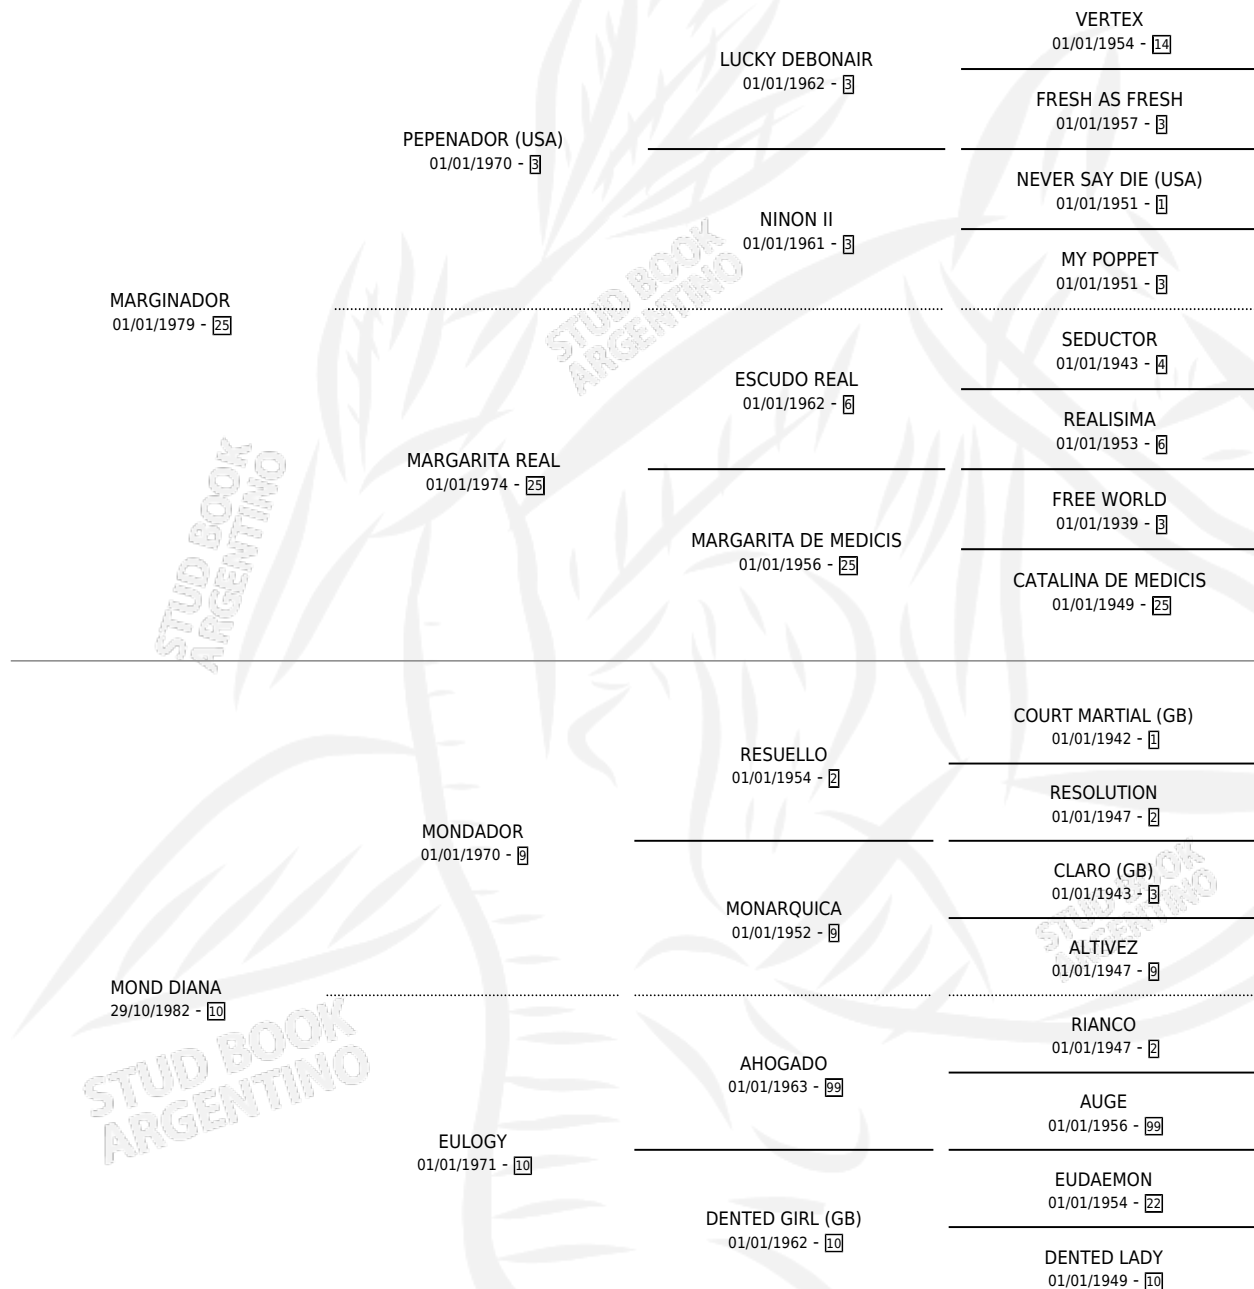 VERTEX
01/01/1954 - 14
LUCKY DEBONAIR
01/01/1962 - 3
FRESH AS FRESH
01/01/1957 - 3
PEPENADOR (USA)
01/01/1970 - 3
NEVER SAY DIE (USA)
01/01/1951 - 1
NINON II
01/01/1961 - 3
MY POPPET
01/01/1951 - 3
MARGINADOR
01/01/1979 - 25
SEDUCTOR
01/01/1943 - 4
ESCUDO REAL
01/01/1962 - 6
REALISIMA
01/01/1953 - 6
MARGARITA REAL
01/01/1974 - 25
FREE WORLD
01/01/1939 - 3
MARGARITA DE MEDICIS
01/01/1956 - 25
CATALINA DE MEDICIS
01/01/1949 - 25
COURT MARTIAL (GB)
01/01/1942 - 1
RESUELLO
01/01/1954 - 2
RESOLUTION
01/01/1947 - 2
MONDADOR
01/01/1970 - 9
CLARO (GB)
01/01/1943 - 3
MONARQUICA
01/01/1952 - 9
ALTIVEZ
01/01/1947 - 9
MOND DIANA
29/10/1982 - 10
RIANCO
01/01/1947 - 2
AHOGADO
01/01/1963 - 99
AUGE
01/01/1956 - 99
EULOGY
01/01/1971 - 10
EUDAEMON
01/01/1954 - 22
DENTED GIRL (GB)
01/01/1962 - 10
DENTED LADY
01/01/1949 - 10
STUD BOOK
ARGENTINO
STUD BOOK
ARGENTINO
STUD BOOK
ARGENTINO
STUD BOOK
ARGENTINO